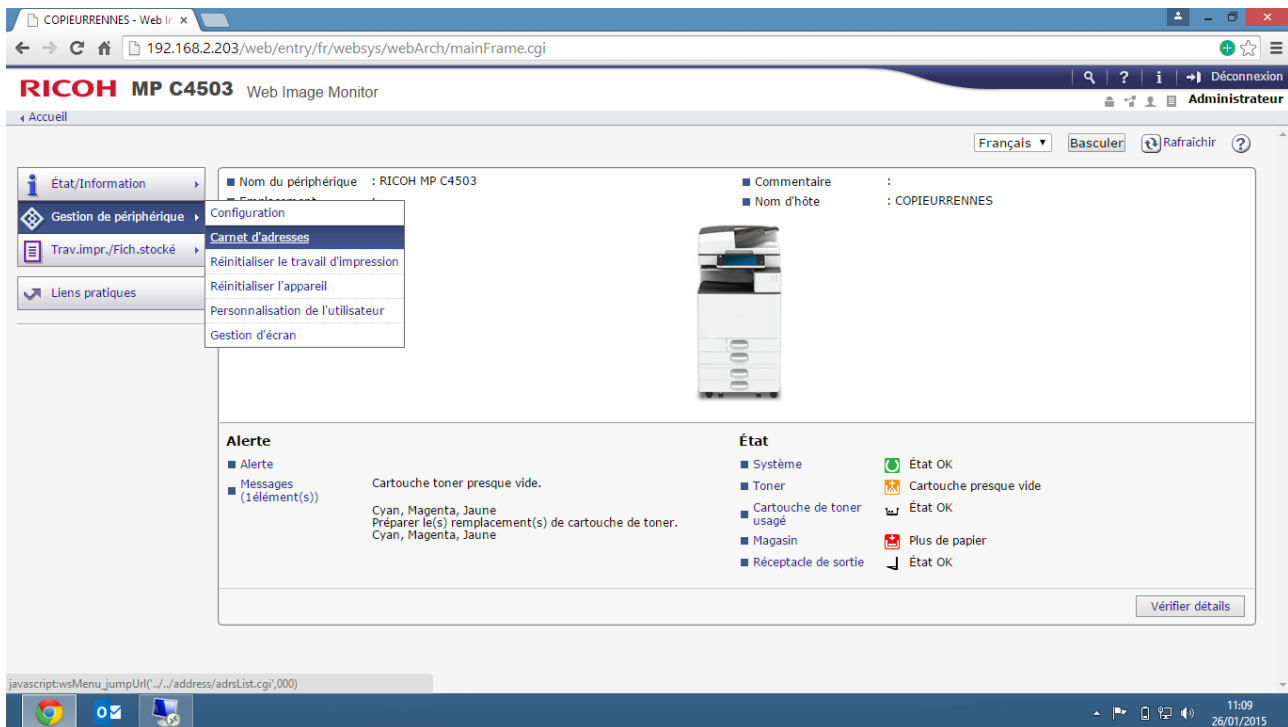 COPIEURRENNES - Web Ir
192.168.2.203/web/entry/fr/websys/webArch/mainFrame.cgi
RICOH MP C4503 Web Image Monitor
? i Déconnexion
Administrateur
Accueil
Français Basculer Rafraîchir ?
État/Information
Gestion de périphérique
Trav.impr./Fich.stocké
Liens pratiques
Configuration
Carnet d'adresses
Réinitialiser le travail d'impression
Réinitialiser l'appareil
Personnalisation de l'utilisateur
Gestion d'écran
Nom du périphérique : RICOH MP C4503
Commentaire :
Nom d'hôte : COPIEURRENNES
Alerte
Alerte
Messages
(1élément(s))
Cartouche toner presque vide.
Cyan, Magenta, Jaune
Préparer le(s) remplacement(s) de cartouche de toner.
Cyan, Magenta, Jaune
État
Système État OK
Toner Cartouche presque vide
Cartouche de toner
usagé
État OK
Magasin Plus de papier
Réceptacle de sortie État OK
Vérifier détails
javascript:wsMenu_jumpUrl('../../address/adrsList.cgi',000)
11:09
26/01/2015